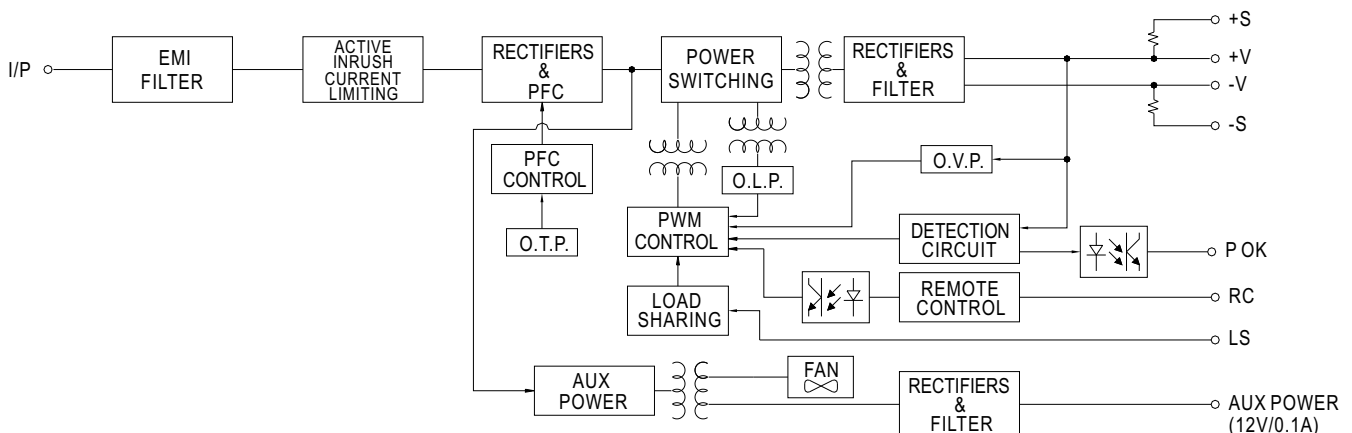 I/P
EMI
FILTER
ACTIVE
INRUSH
CURRENT
LIMITING
RECTIFIERS
&
PFC
POWER
SWITCHING
RECTIFIERS
&
FILTER
+S
+V
-V
-S
PFC
CONTROL
O.T.P.
O.L.P.
O.V.P.
PWM
CONTROL
DETECTION
CIRCUIT
P OK
REMOTE
CONTROL
RC
LOAD
SHARING
LS
AUX
POWER
FAN
RECTIFIERS
&
FILTER
AUX POWER
(12V/0.1A)